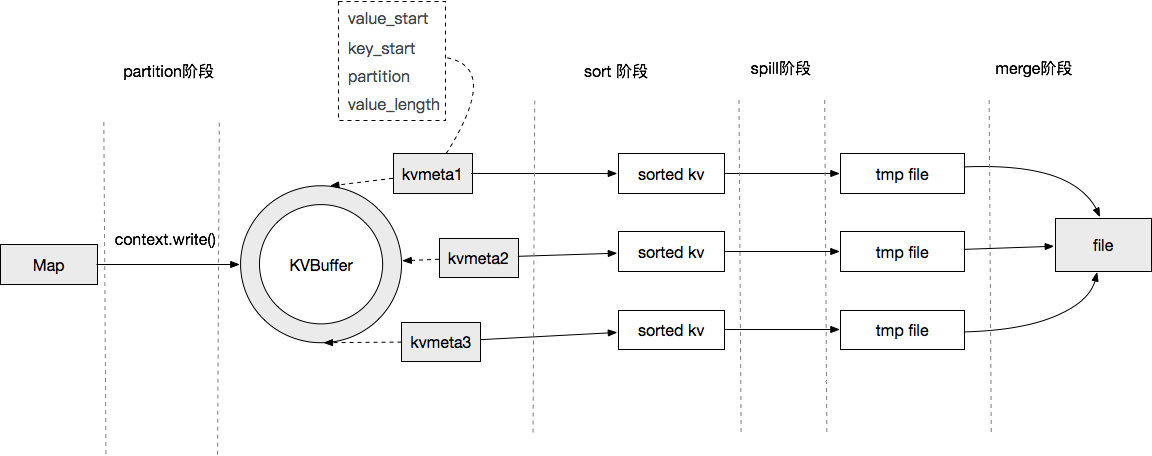 value_start
key_start
partition
value_length
partition阶段
sort 阶段
spill阶段
merge阶段
kvmeta1
sorted kv
tmp file
context.write()
Map
KVBuffer
kvmeta2
sorted kv
tmp file
file
kvmeta3
sorted kv
tmp file